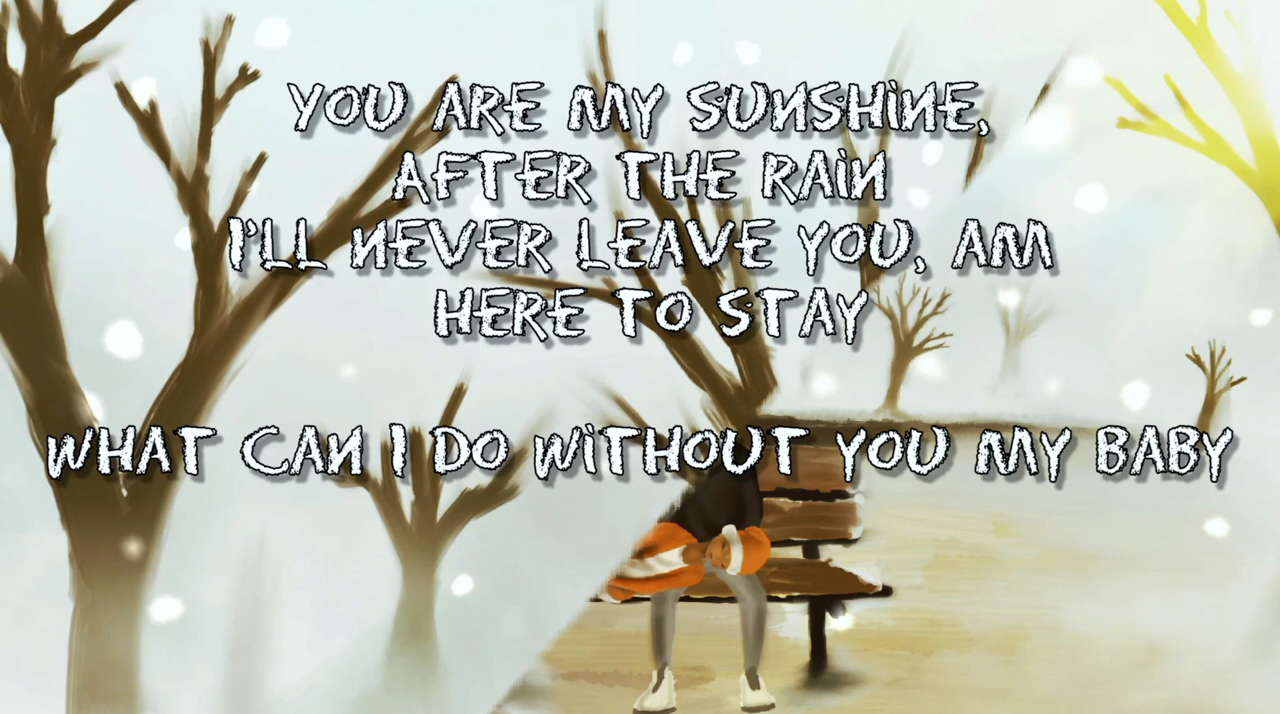 YOU ARE MY SUNSHINE,
AFTER THE RAIN
I'LL NEVER LEAVE YOU, AM
HERE TO STAY
WHAT CAN I DO WITHOUT YOU MY BABY